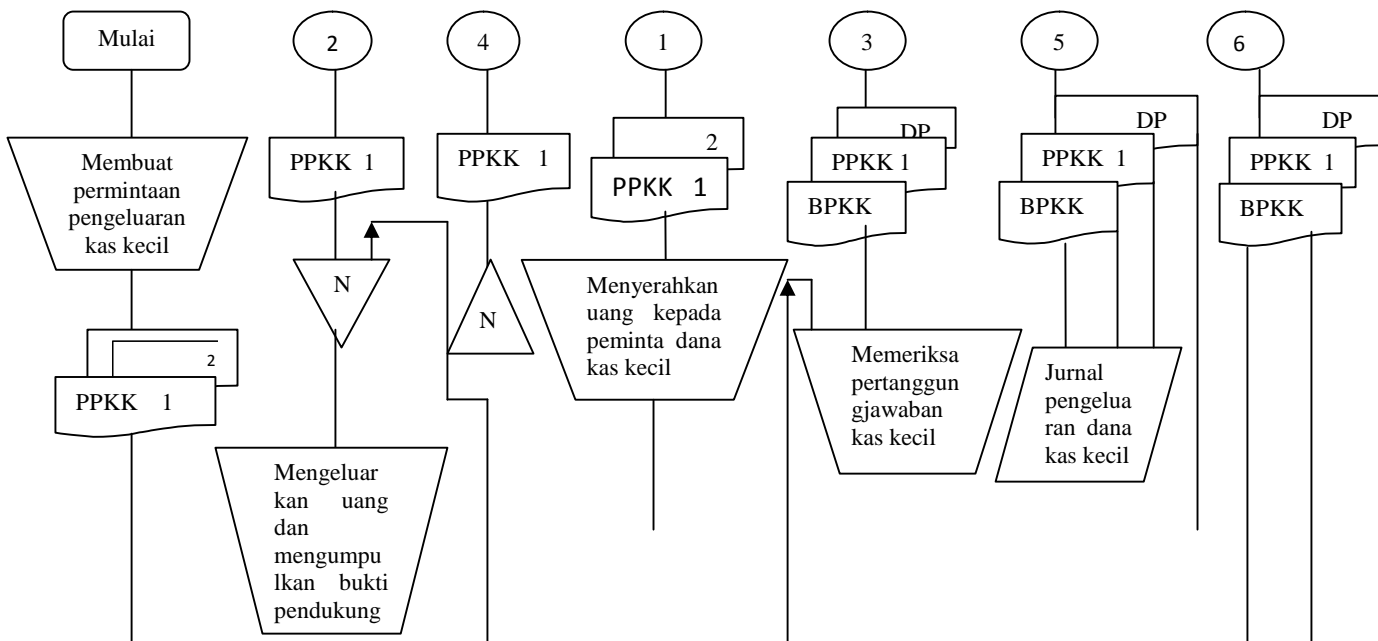 Mulai
2
4
1
3
5
6
Membuat
permintaan
pengeluaran
kas kecil
2
PPKK 1
PPKK 1
N
Mengeluar
kan uang
dan
mengumpu
lkan bukti
pendukung
PPKK 1
N
2
PPKK 1
Menyerahkan
uang kepada
peminta dana
kas kecil
DP
PPKK 1
BPKK
Memeriksa
pertanggun
gjawaban
kas kecil
DP
PPKK 1
BPKK
Jurnal
pengelua
ran dana
kas kecil
DP
PPKK 1
BPKK